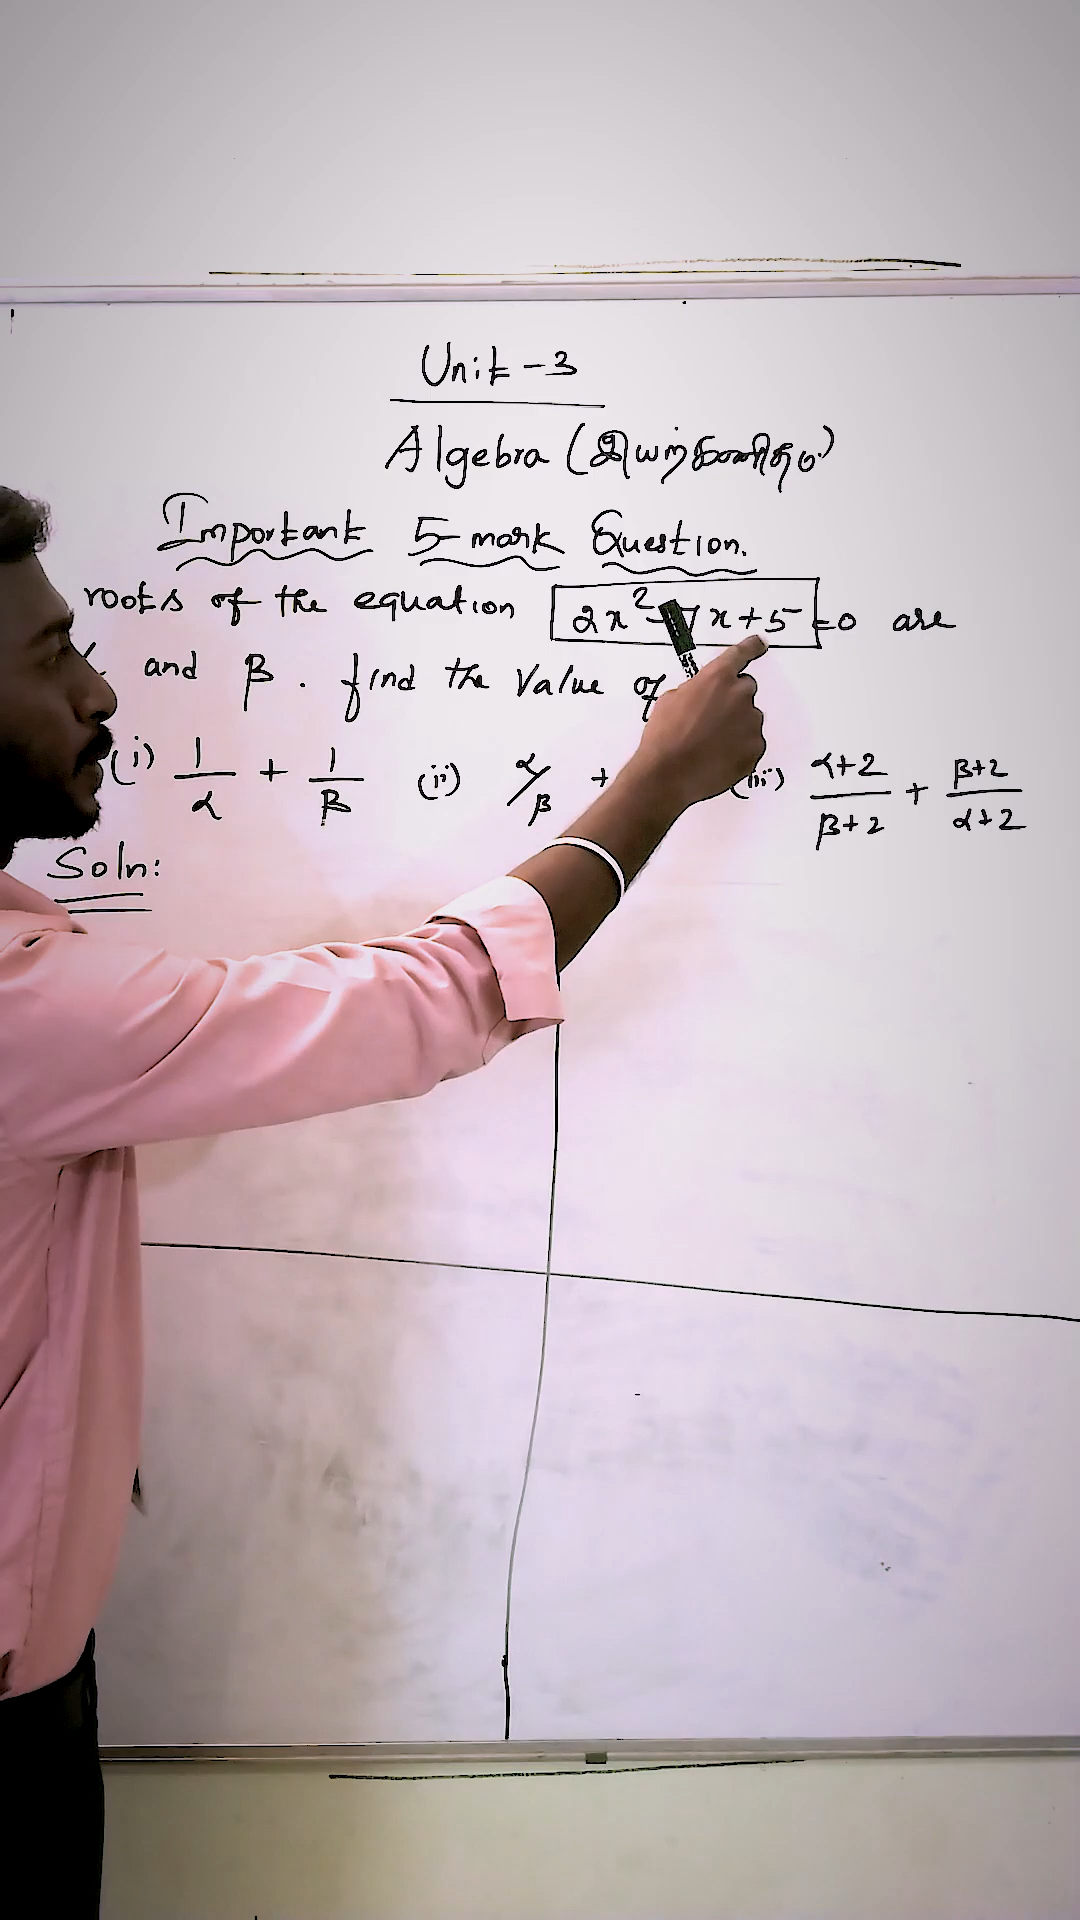 Unit - 3
Algebra (இயற்கணிதம்)
Important 5-mark Question.
roots of the equation 2x² - 7x + 5 = 0 are
and β. find the Value of
(i) 1/α + 1/β (ii) α/β + (iii) α+2/β+2 + β+2/α+2
Soln: